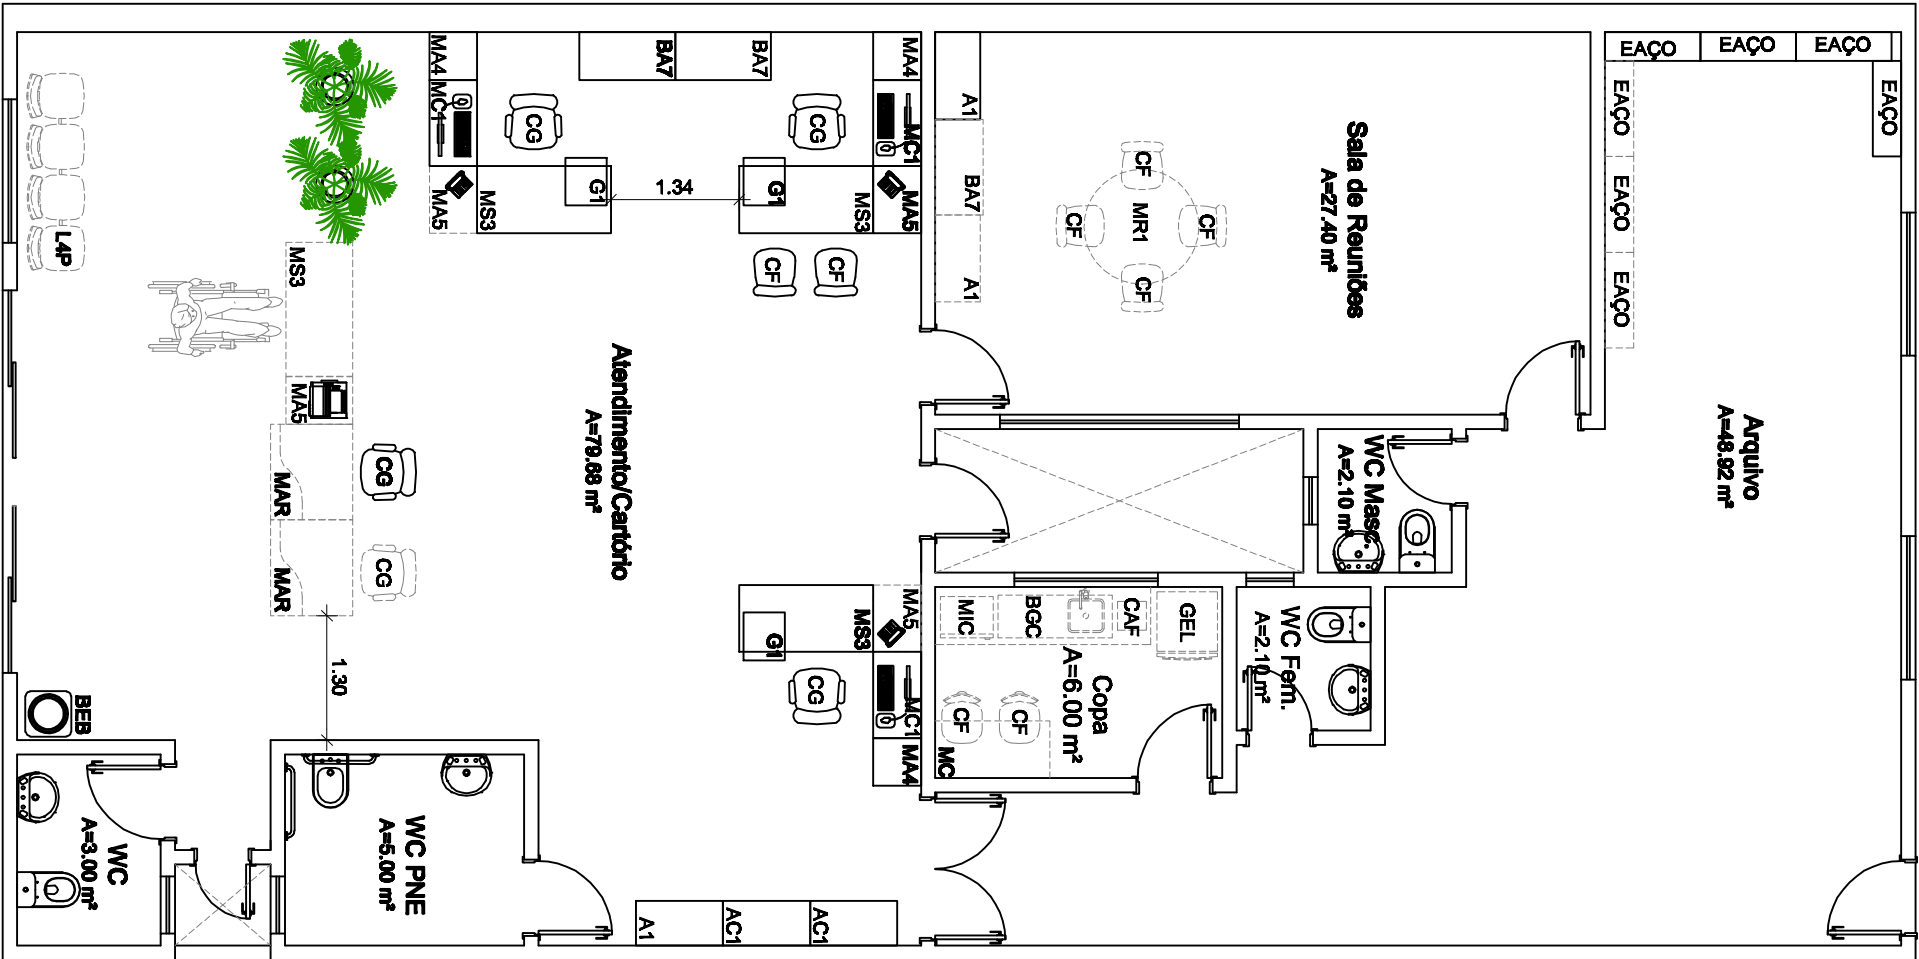 MA4
BA7
BA7
MA4
MC1
CG
CG
MC1
MA5
MS3
G1
1.34
G1
MS3
MA5
L4P
MS3
MA5
MAR
MAR
CG
CG
1.30
BEB
CF
CF
Atendimento/Cartório
A=79.68 m²
MA5
MS3
G1
CG
MC1
MA4
A1
BA7
A1
CF
CF
MR1
CF
CF
Sala de Reuniões
A=27.40 m²
EAÇO
EAÇO
EAÇO
EAÇO
EAÇO
EAÇO
EAÇO
Arquivo
A=48.92 m²
WC Masc.
A=2.10 m²
WC Fem.
A=2.10 m²
MIC
BGC
CAF
GEL
Copa
A=6.00 m²
CF
CF
MC
WC
A=3.00 m²
WC PNE
A=5.00 m²
A1
AC1
AC1